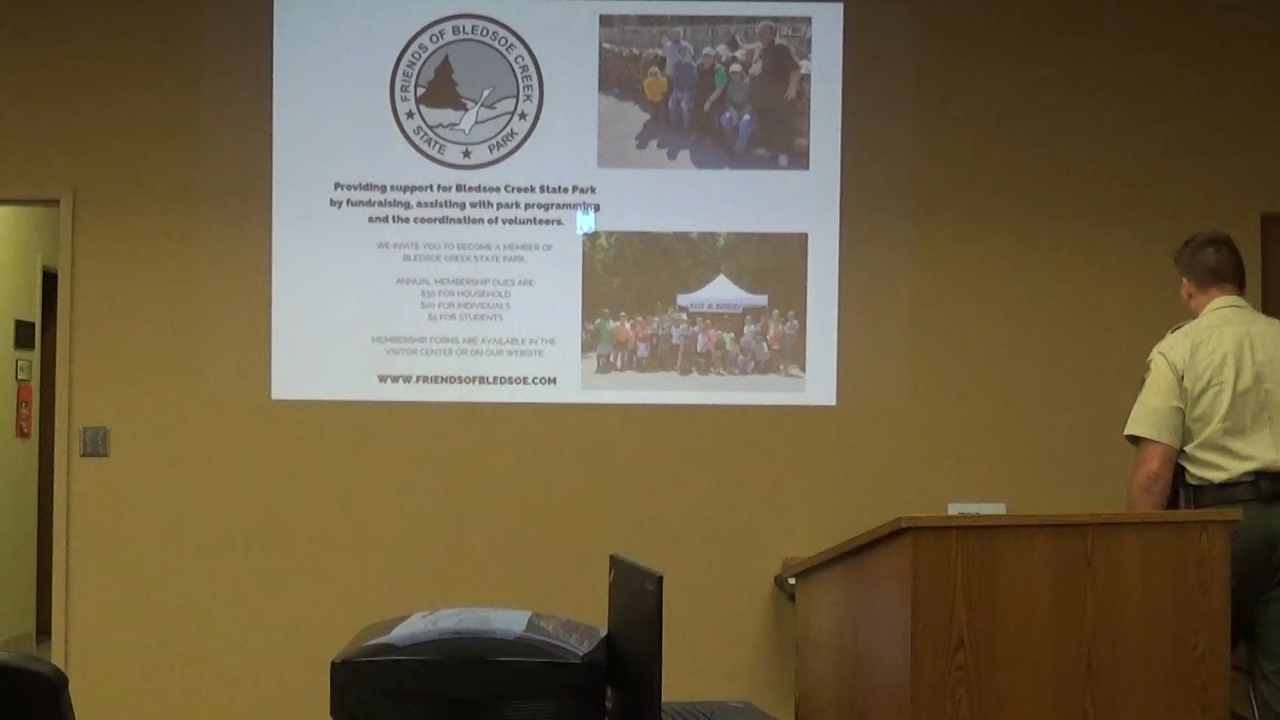 FRIENDS OF BLEDSOE CREEK
STATE PARK
Providing support for Bledsoe Creek State Park
by fundraising, assisting with park programming
and the coordination of volunteers.
WE INVITE YOU TO BECOME A MEMBER OF
BLEDSOE CREEK STATE PARK
ANNUAL MEMBERSHIP DUES ARE
$30 FOR HOUSEHOLD
$20 FOR INDIVIDUALS
$5 FOR STUDENTS
MEMBERSHIP FORMS ARE AVAILABLE IN THE
VISITOR CENTER OR ON OUR WEBSITE
WWW.FRIENDSOFBLEDSOE.COM